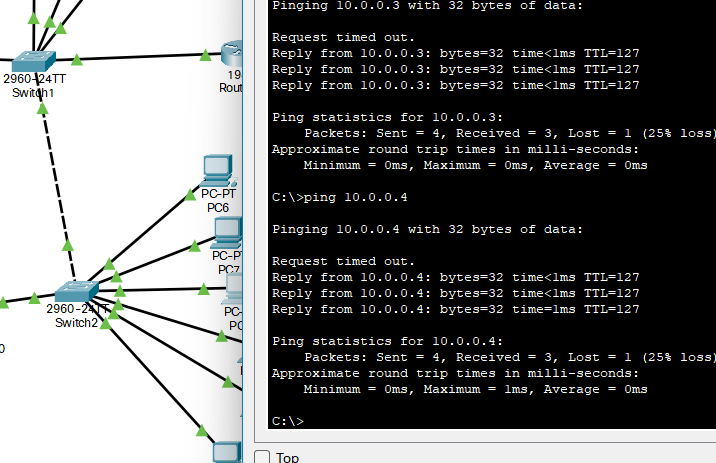 2960-24TT
Switch1
19
Rout
PC-PT
PC6
PC-PT
PC7
PC-
PC
2960-24TT
Switch2
0
Pinging 10.0.0.3 with 32 bytes of data:
Request timed out.
Reply from 10.0.0.3: bytes=32 time<1ms TTL=127
Reply from 10.0.0.3: bytes=32 time<1ms TTL=127
Reply from 10.0.0.3: bytes=32 time<1ms TTL=127
Ping statistics for 10.0.0.3:
Packets: Sent = 4, Received = 3, Lost = 1 (25% loss)
Approximate round trip times in milli-seconds:
Minimum = 0ms, Maximum = 0ms, Average = 0ms
C:\>ping 10.0.0.4
Pinging 10.0.0.4 with 32 bytes of data:
Request timed out.
Reply from 10.0.0.4: bytes=32 time<1ms TTL=127
Reply from 10.0.0.4: bytes=32 time<1ms TTL=127
Reply from 10.0.0.4: bytes=32 time=1ms TTL=127
Ping statistics for 10.0.0.4:
Packets: Sent = 4, Received = 3, Lost = 1 (25% loss)
Approximate round trip times in milli-seconds:
Minimum = 0ms, Maximum = 1ms, Average = 0ms
C:\>
Top